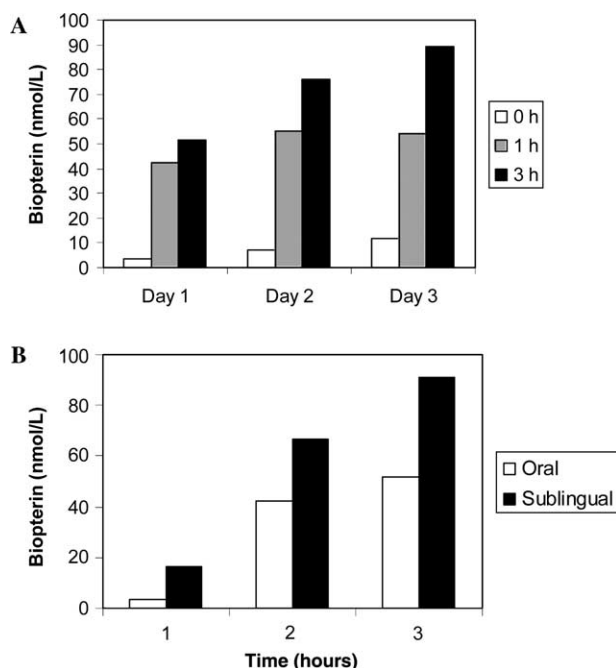 A
Biopterin (nmol/L)
100
90
80
70
60
50
40
30
20
10
0
Day 1 Day 2 Day 3
0 h
1 h
3 h
B
Biopterin (nmol/L)
100
80
60
40
20
0
1 2 3
Time (hours)
Oral
Sublingual